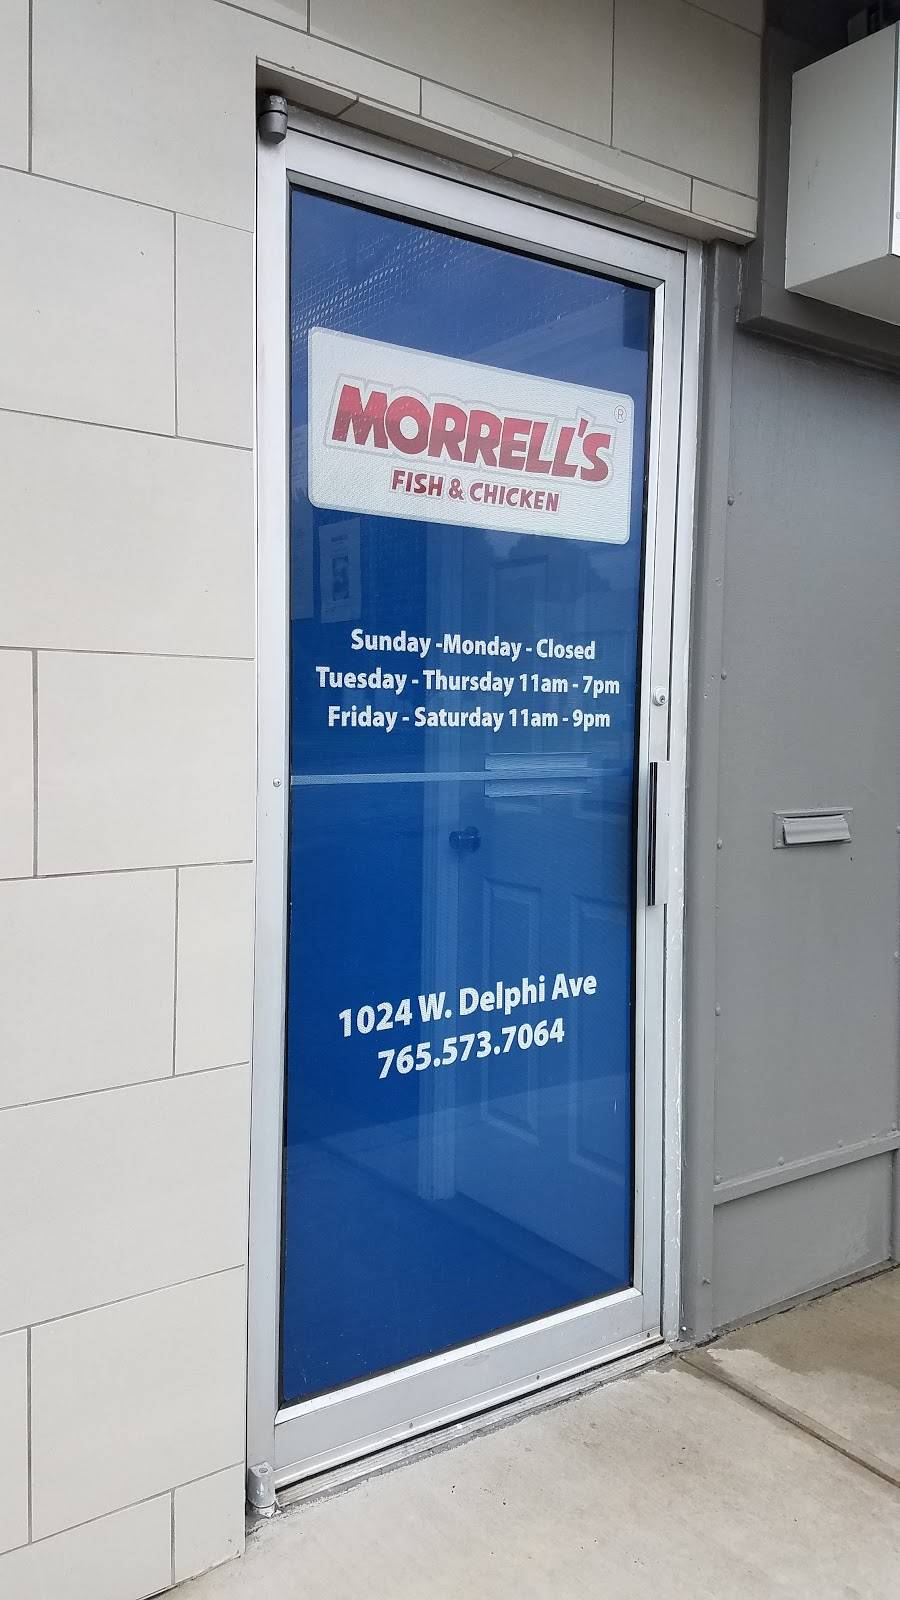 MORRELL'S ®
FISH & CHICKEN
Sunday -Monday - Closed
Tuesday - Thursday 11am - 7pm
Friday - Saturday 11am - 9pm
1024 W. Delphi Ave
765.573.7064